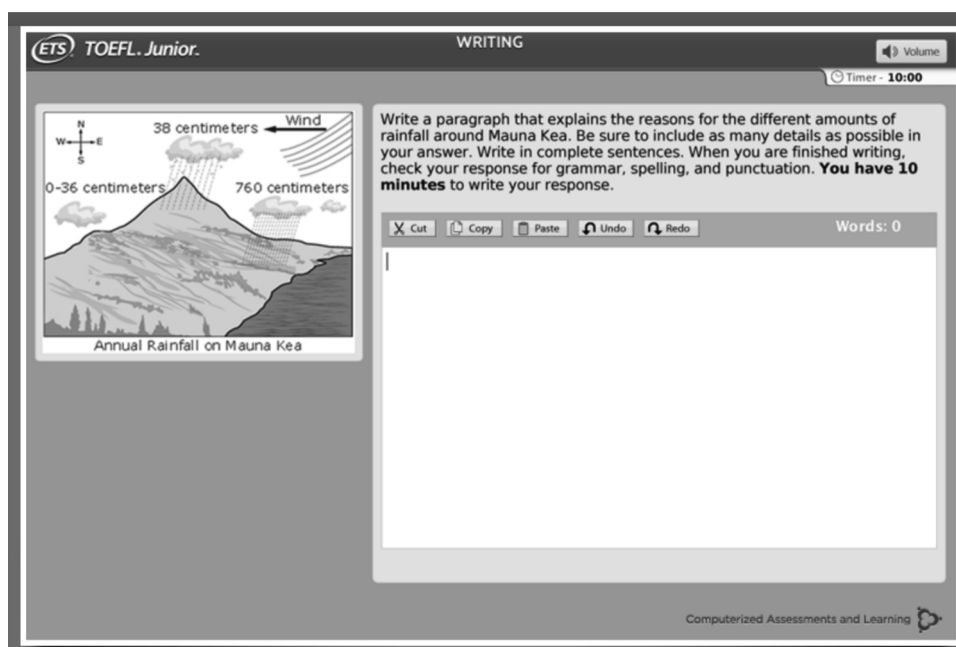 ETS TOEFL. Junior.
WRITING
Volume
Timer - 10:00
N
W E
S
38 centimeters
Wind
0-36 centimeters
760 centimeters
Annual Rainfall on Mauna Kea
Write a paragraph that explains the reasons for the different amounts of
rainfall around Mauna Kea. Be sure to include as many details as possible in
your answer. Write in complete sentences. When you are finished writing,
check your response for grammar, spelling, and punctuation. You have 10
minutes to write your response.
Cut Copy Paste Undo Redo
Words: 0
Computerized Assessments and Learning